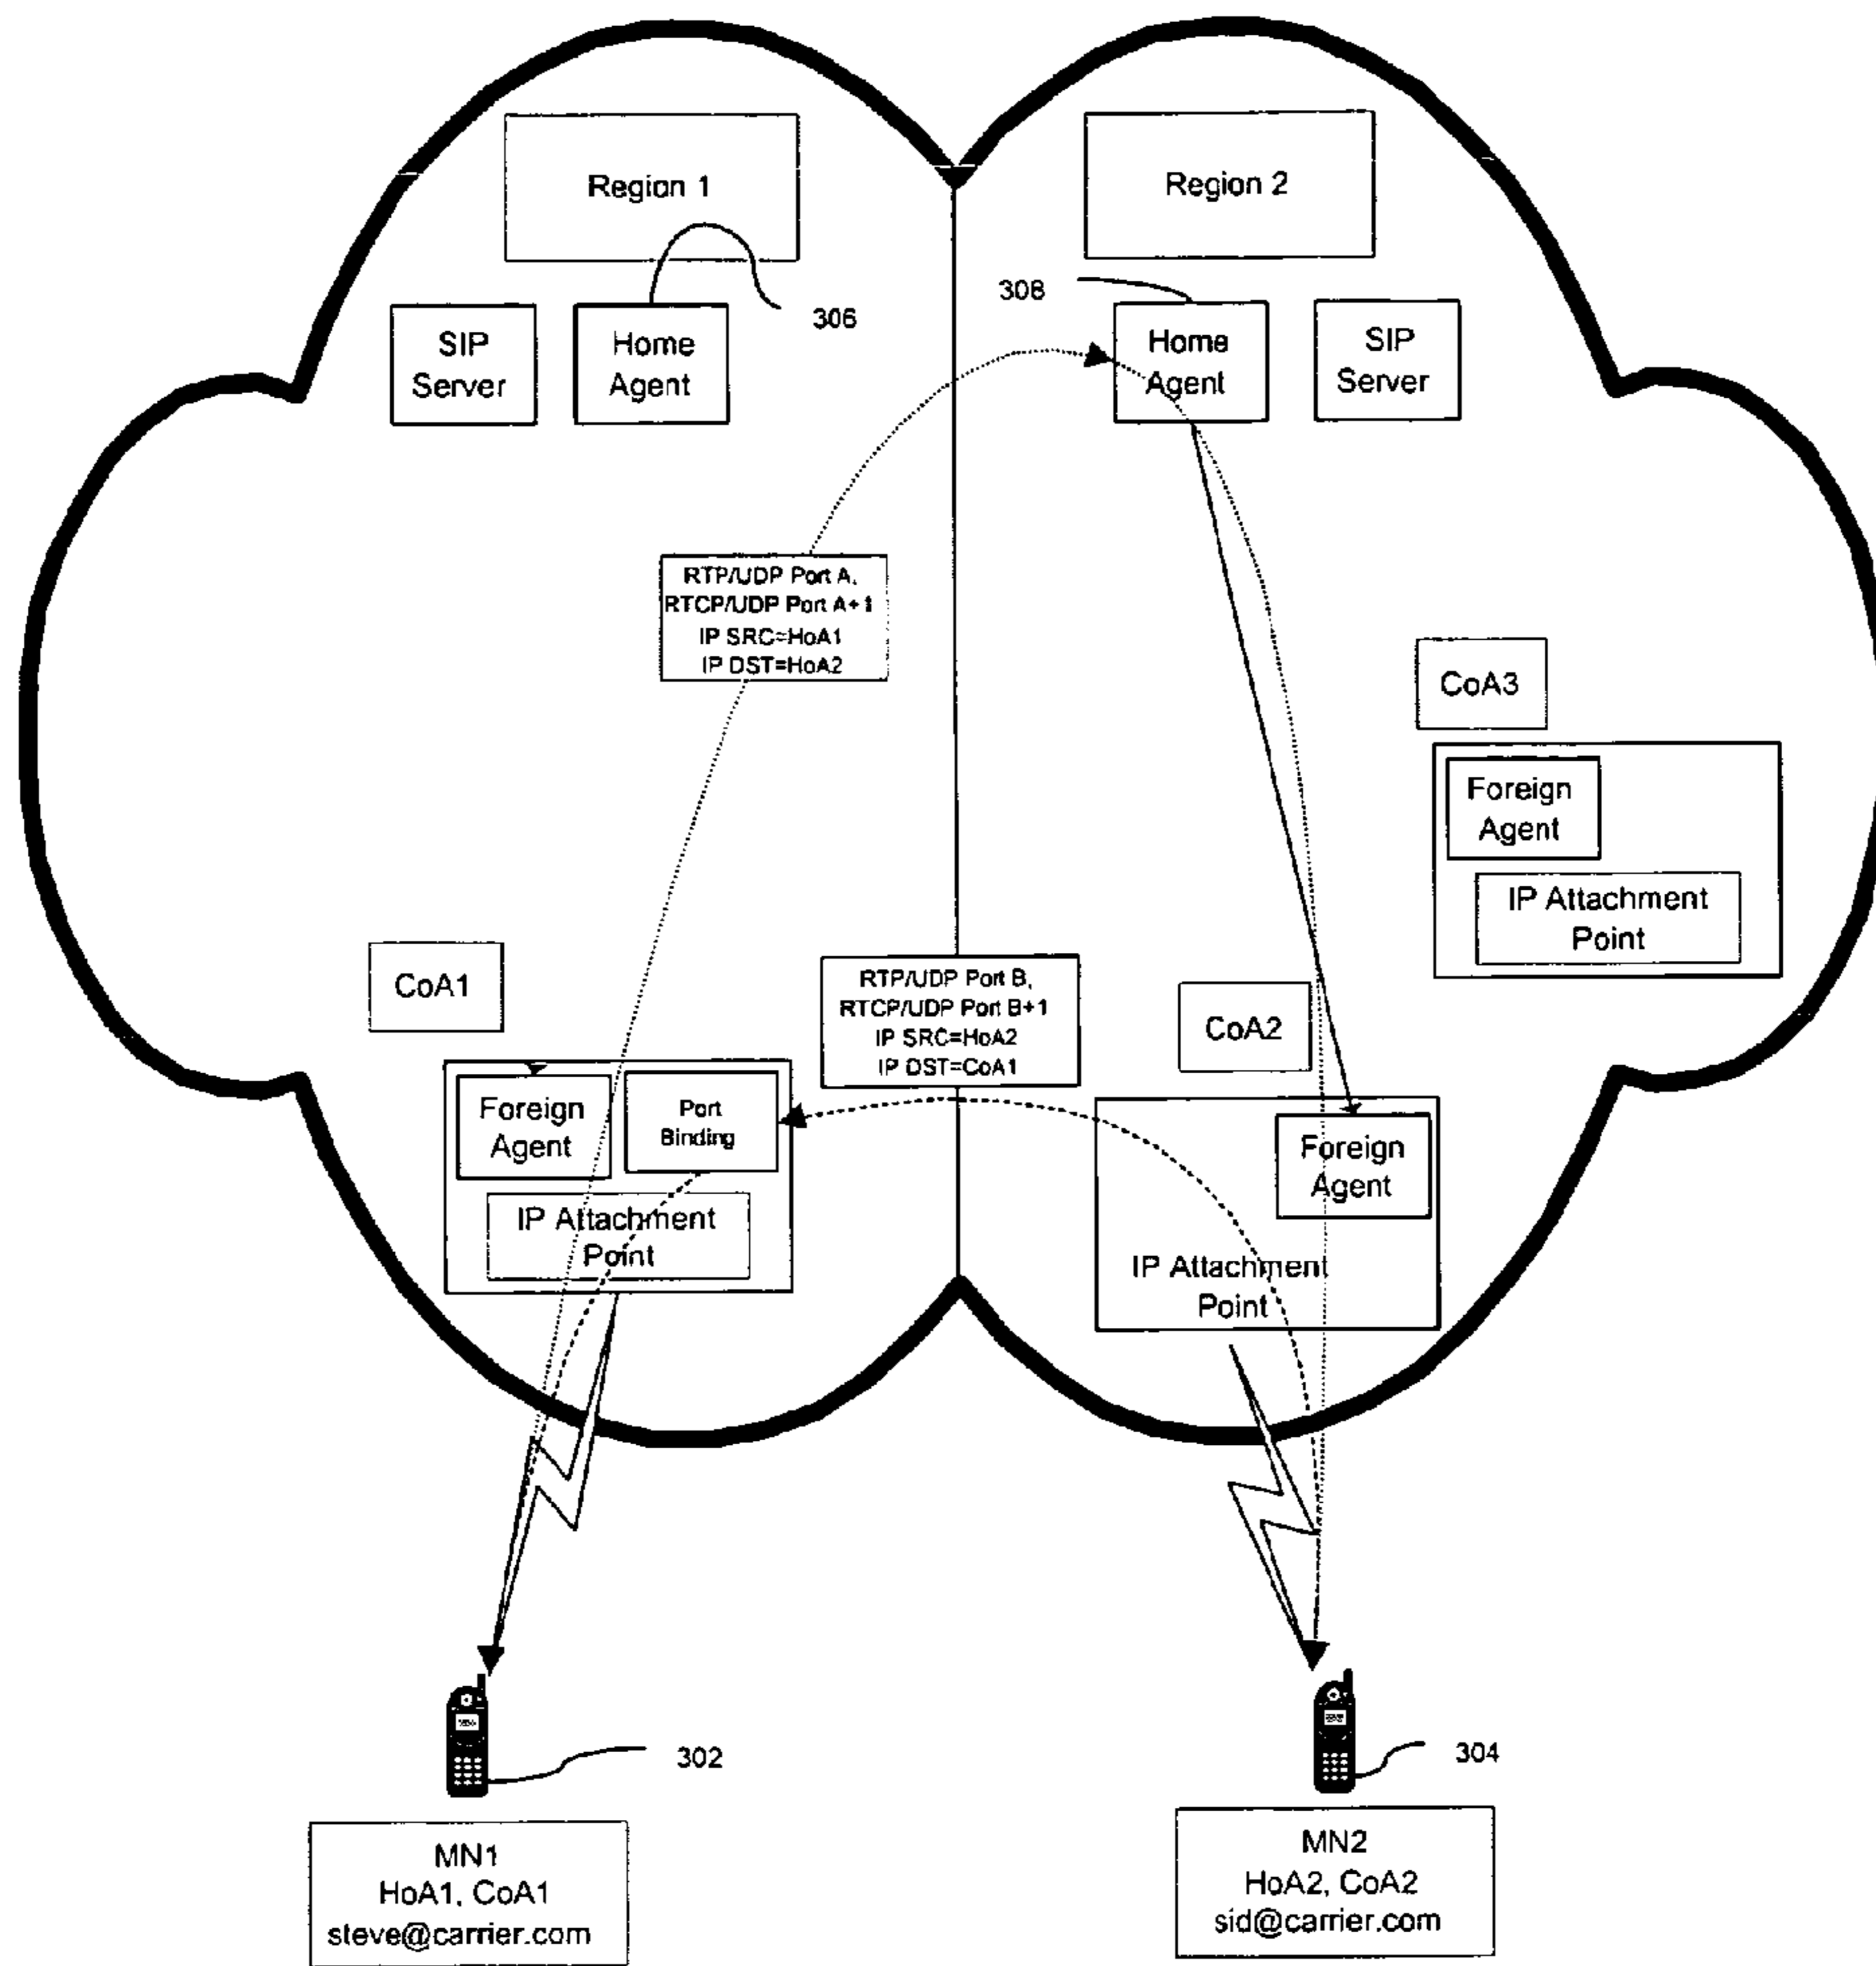 Region 1
Region 2
306
308
SIP
Server
Home
Agent
Home
Agent
SIP
Server
RTP/UDP Port A,
RTCP/UDP Port A+1
IP SRC=HoA1
IP DST=HoA2
CoA3
Foreign
Agent
IP Attachment
Point
CoA1
RTP/UDP Port B,
RTCP/UDP Port B+1
IP SRC=HoA2
IP DST=CoA1
CoA2
Foreign
Agent
Port
Binding
IP Attachment
Point
Foreign
Agent
IP Attachment
Point
302
304
MN1
HoA1, CoA1
steve@carrier.com
MN2
HoA2, CoA2
sid@carrier.com